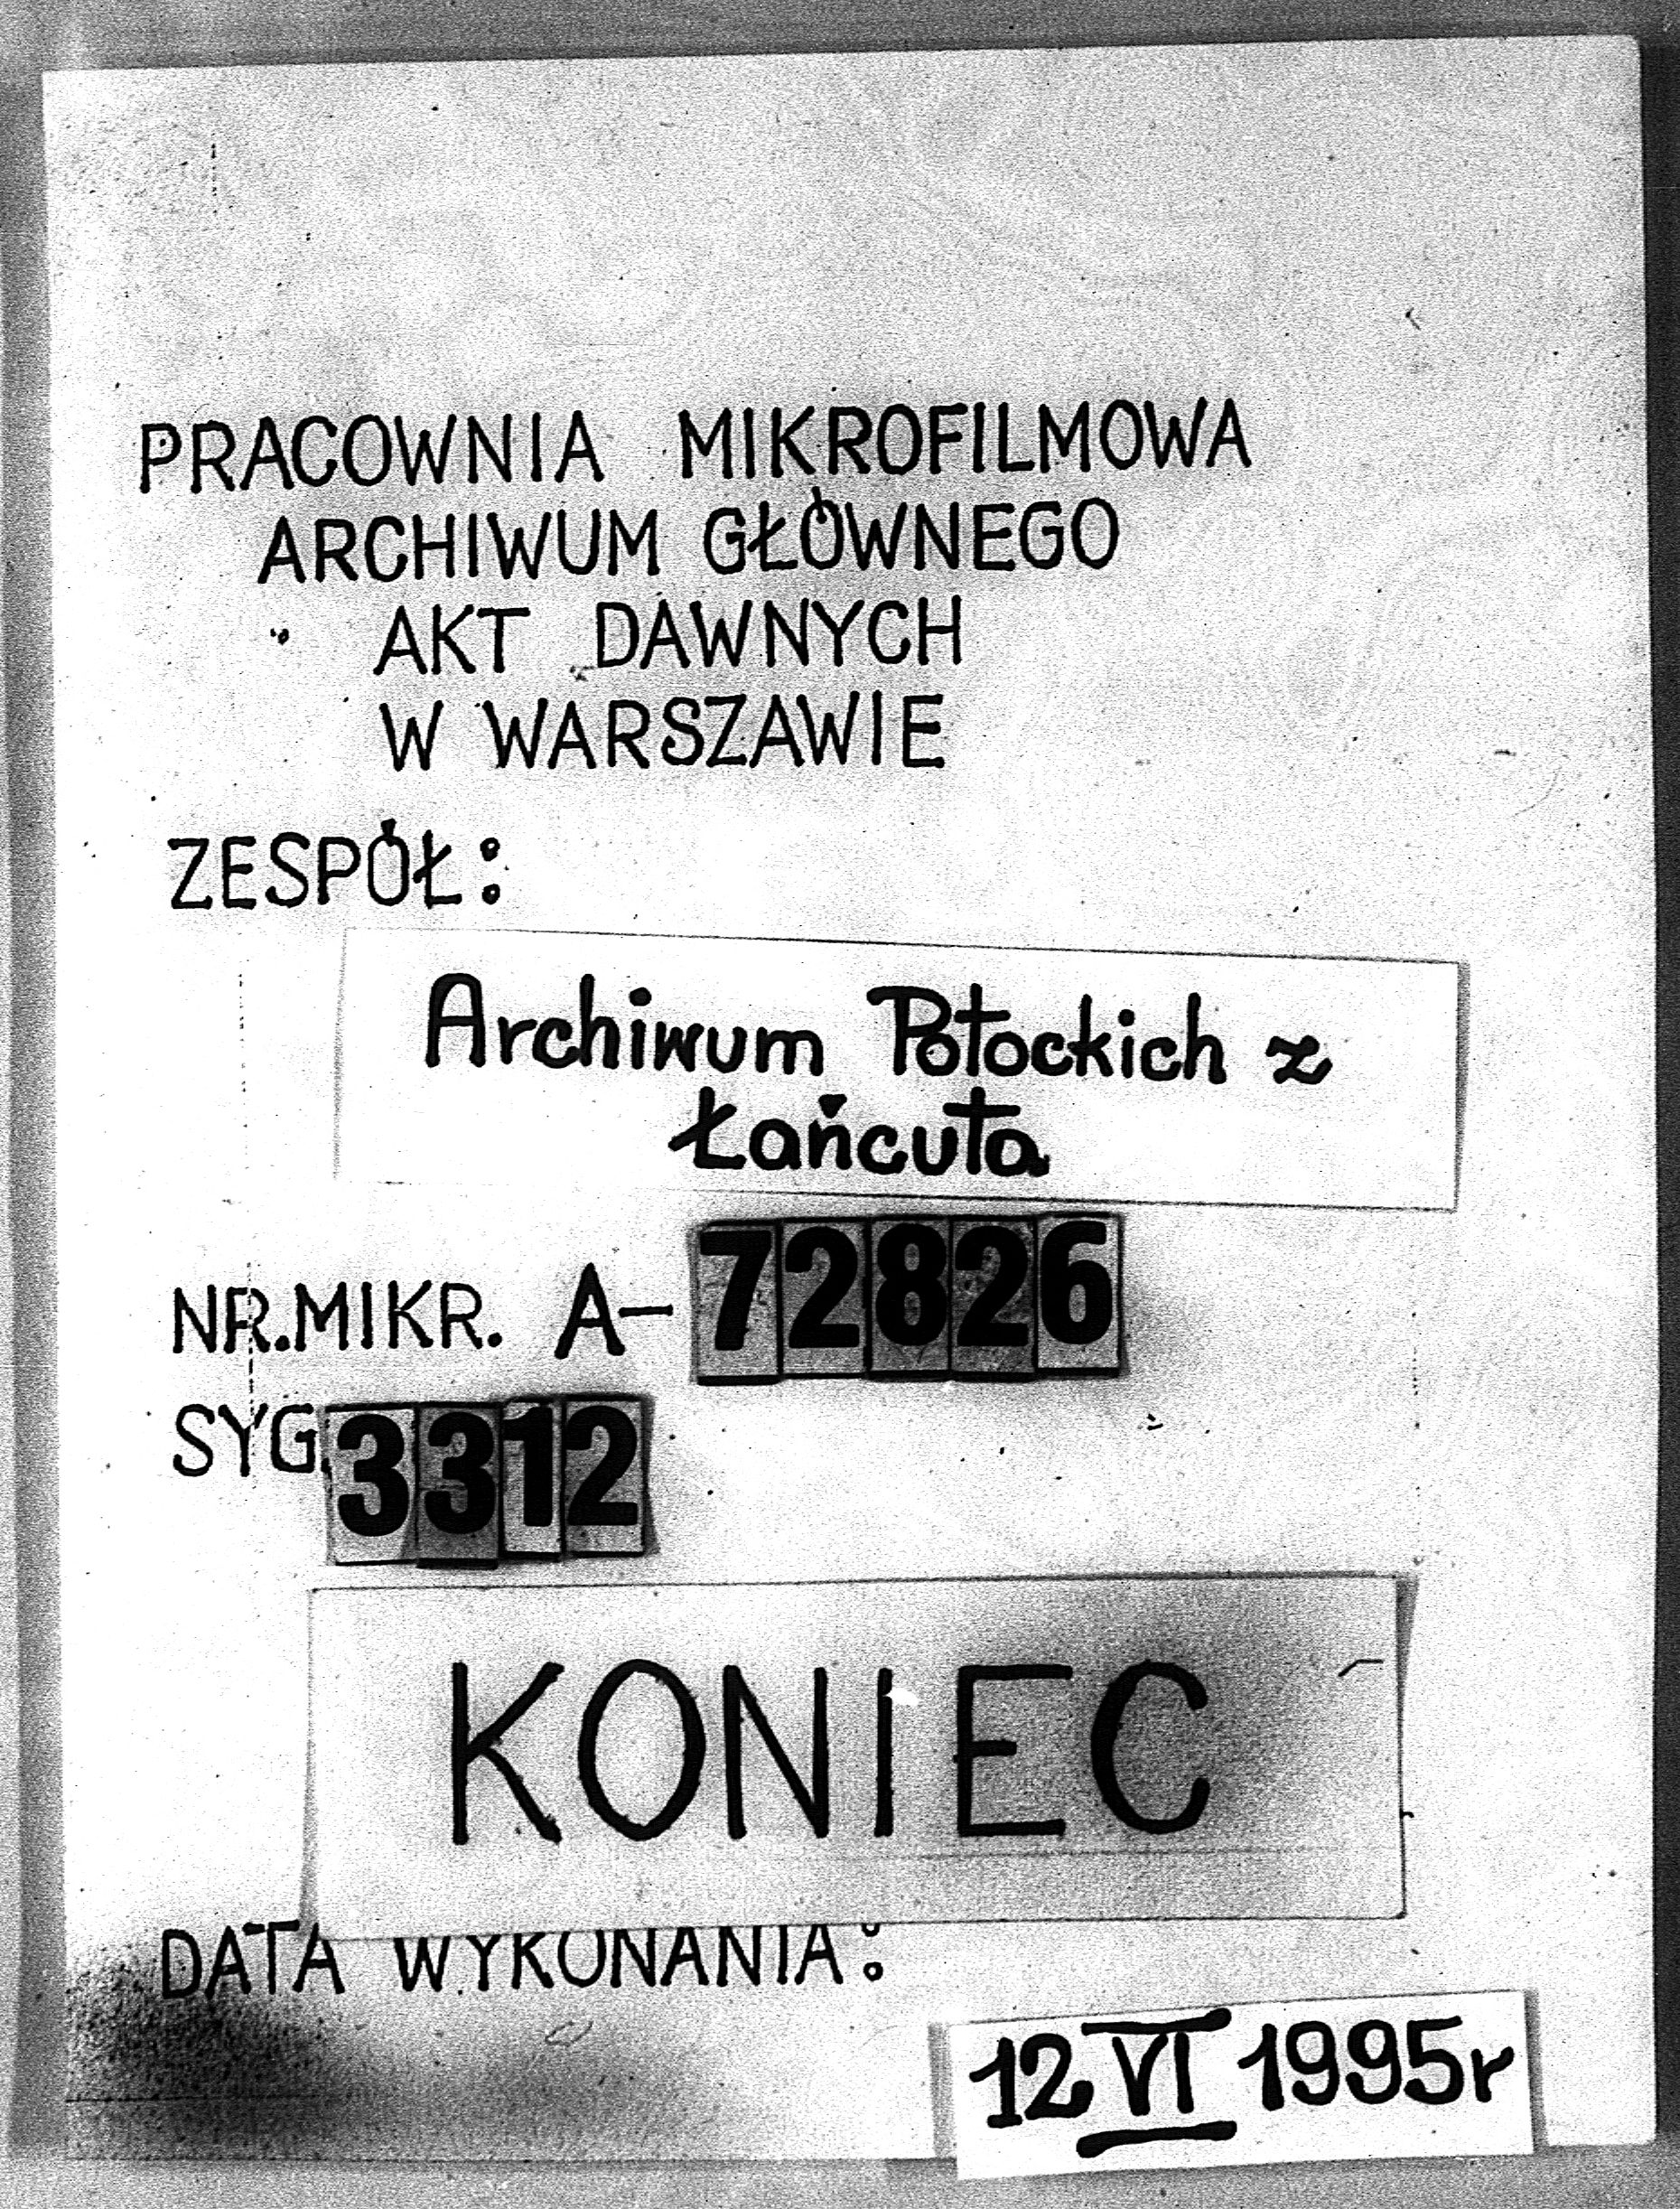 PRACOWNIA MIKROFILMOWA
ARCHIWUM GŁÓWNEGO
AKT DAWNYCH
W WARSZAWIE
ZESPÓŁ:
Archiwum Potockich z
Łańcuta
NR.MIKR. A-72826
SYG.3312
KONIEC
DATA WYKONANIA:
12 VI 1995r